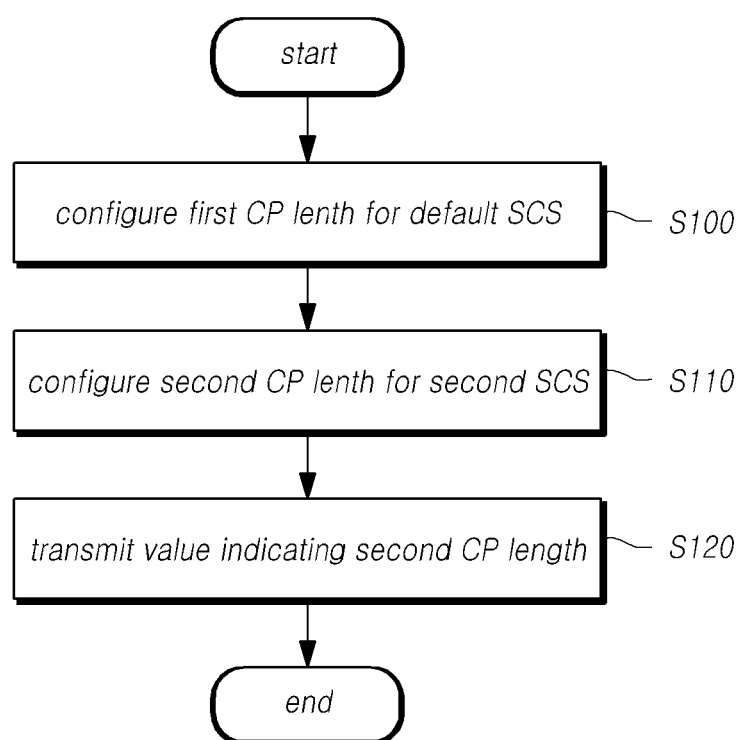 start
configure first CP lenth for default SCS
S100
configure second CP lenth for second SCS
S110
transmit value indicating second CP length
S120
end